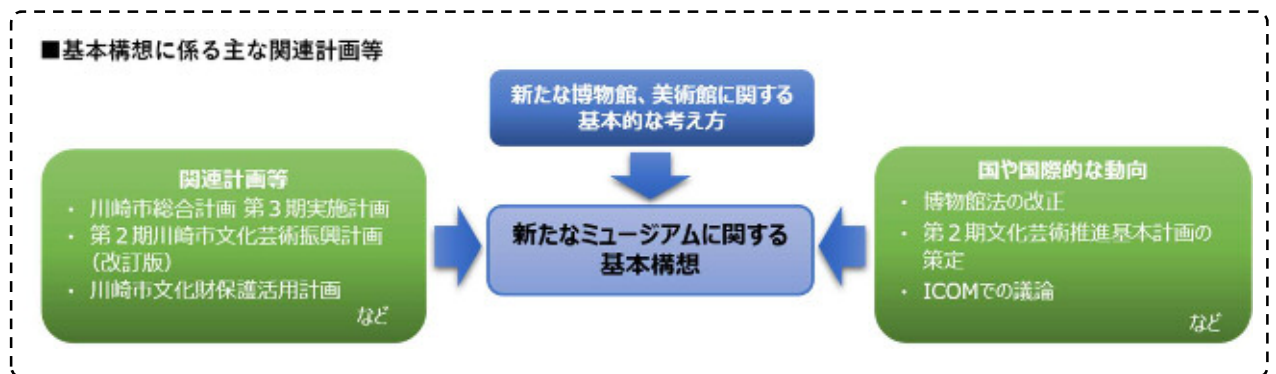 ■基本構想に係る主な関連計画等
新たな博物館、美術館に関する
基本的な考え方
関連計画等
・ 川崎市総合計画 第３期実施計画
・ 第２期川崎市文化芸術振興計画
（改訂版）
・ 川崎市文化財保護活用計画
など
新たなミュージアムに関する
基本構想
国や国際的な動向
・ 博物館法の改正
・ 第２期文化芸術推進基本計画の
策定
・ ICOMでの議論
など